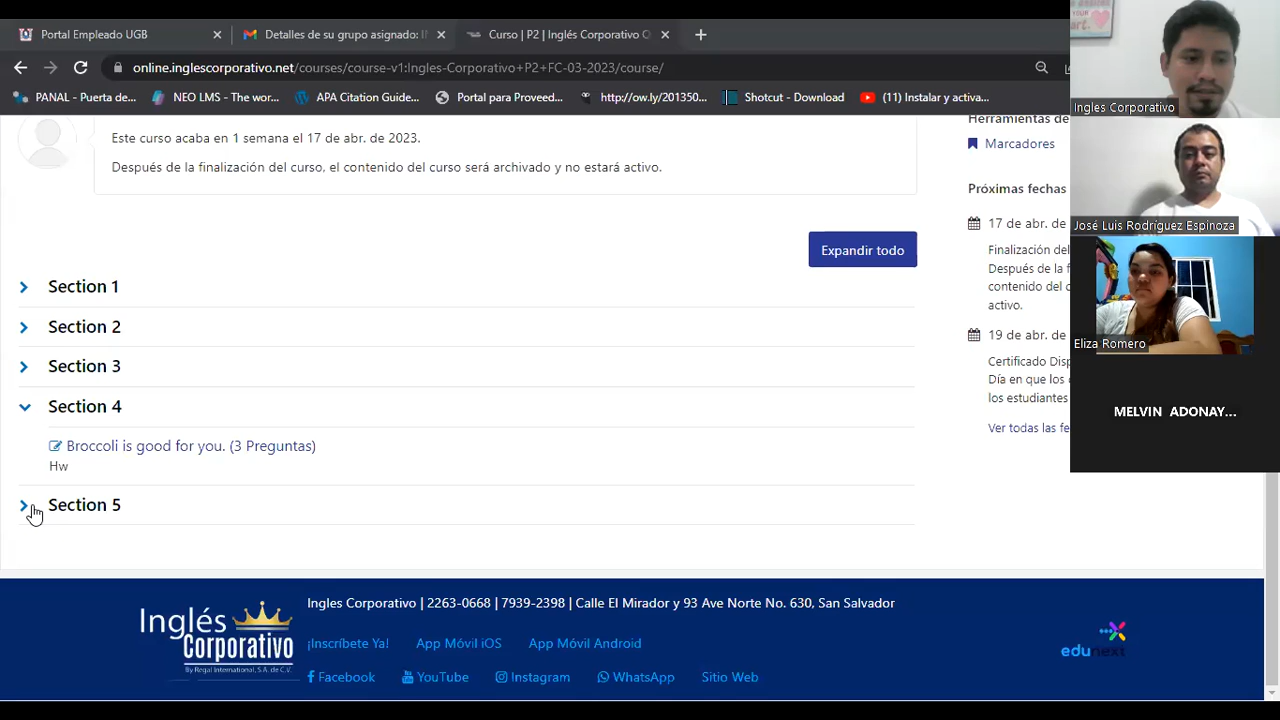 Portal Empleado UGB
Detalles de su grupo asignado: I
Curso | P2 | Inglés Corporativo
online.inglescorporativo.net/courses/course-v1:Ingles-Corporativo+P2+FC-03-2023/course/
PANAL - Puerta de...
NEO LMS - The wor...
APA Citation Guide...
Portal para Proveed...
http://ow.ly/201350...
Shotcut - Download
(11) Instalar y activa...
Este curso acaba en 1 semana el 17 de abr. de 2023.
Después de la finalización del curso, el contenido del curso será archivado y no estará activo.
Expandir todo
Section 1
Section 2
Section 3
Section 4
Broccoli is good for you. (3 Preguntas)
Hw
Section 5
Herramientas de
Marcadores
Próximas fechas
17 de abr. de
Finalización del
Después de la f
contenido del c
activo.
19 de abr. de
Certificado Disp
Día en que los
los estudiantes
Ver todas las fe
Ingles Corporativo
José Luis Rodríguez Espinoza
Eliza Romero
MELVIN ADONAY...
Inglés
Corporativo
By Regal International, S.A. de C.V.
Ingles Corporativo | 2263-0668 | 7939-2398 | Calle El Mirador y 93 Ave Norte No. 630, San Salvador
¡Inscríbete Ya!
App Móvil iOS
App Móvil Android
Facebook
YouTube
Instagram
WhatsApp
Sitio Web
edunext